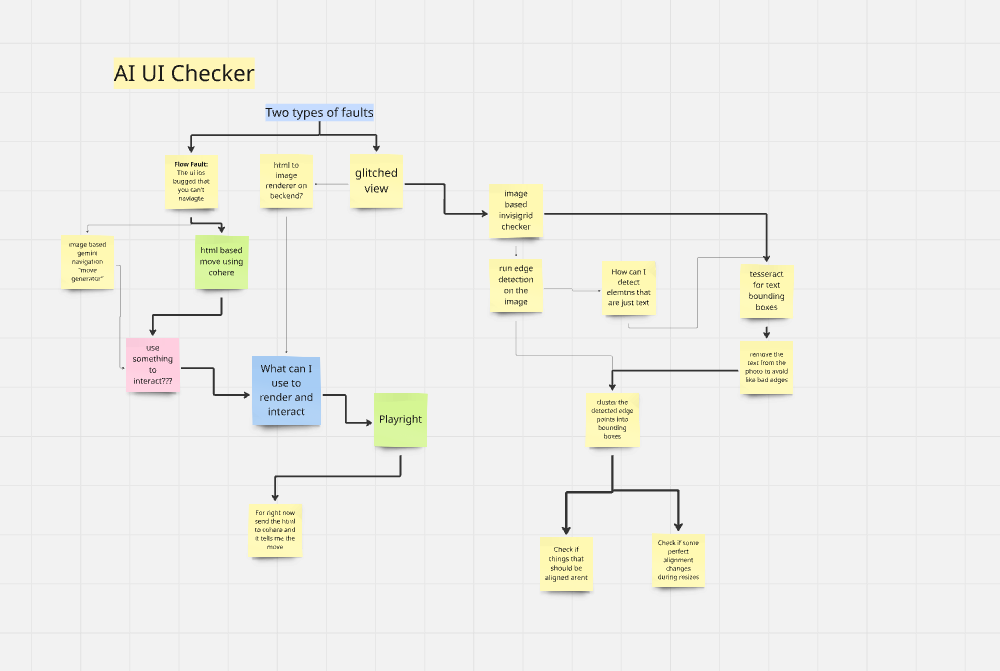 AI UI Checker
Two types of faults
Flow Fault:
The ui ios
bugged that
you can't
naviagte
html to
image
renderer on
backend?
glitched
view
image
based
invisigrid
checker
image based
gemini
navigation
"move
generator"
html based
move using
cohere
run edge
detection
on the
image
How can I
detect
elemtns that
are just text
tesseract
for text
bounding
boxes
use
something
to
interact???
What can I
use to
render and
interact
remove the
text from the
photo to avoid
like bad edges
Playright
cluster the
detected edge
points into
bounding
boxes
For right now
send the html
to cohere and
it tells me the
move
Check if
things that
should be
aligned arent
Check if some
perfect
alignment
changes
during resizes